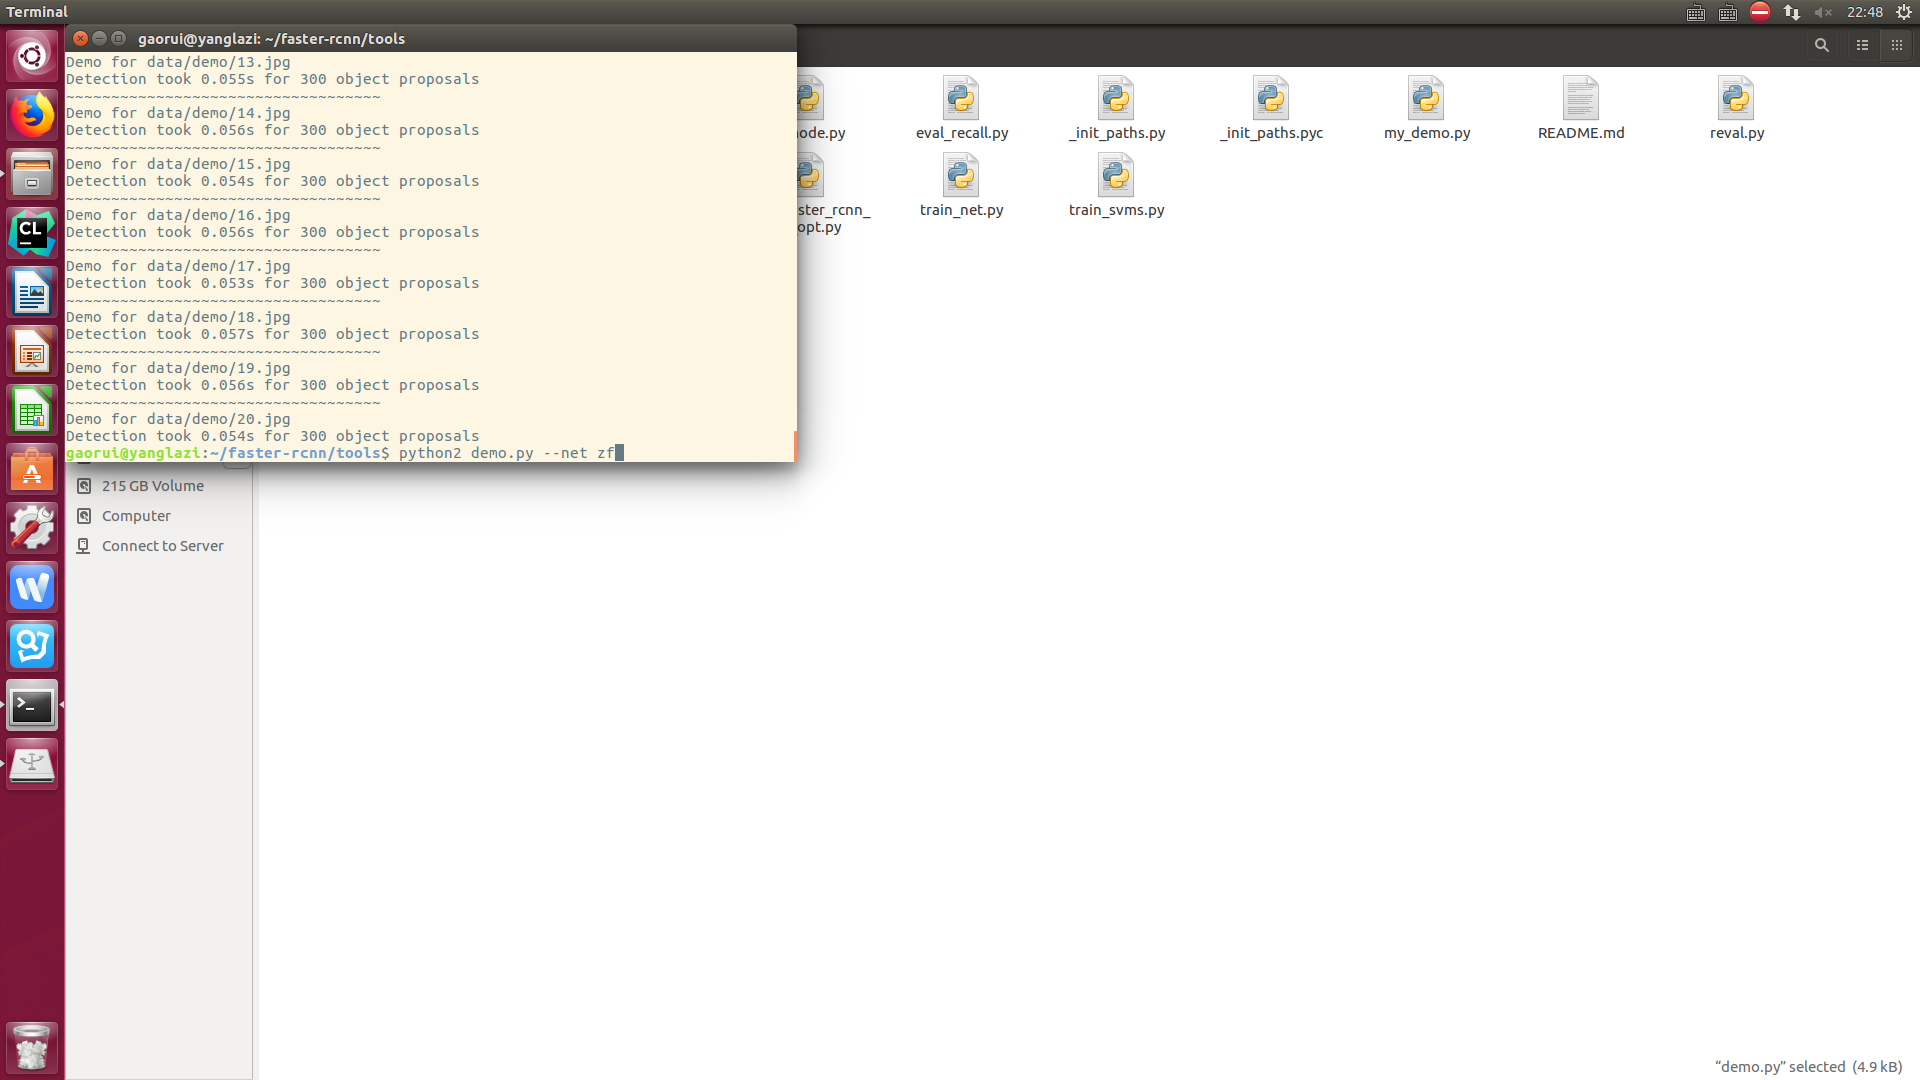 Terminal
22:48
gaorui@yanglazi: ~/faster-rcnn/tools
Demo for data/demo/13.jpg
Detection took 0.055s for 300 object proposals
~~~~~~~~~~~~~~~~~~~~~~~~~~~~~~~~~~~
Demo for data/demo/14.jpg
Detection took 0.056s for 300 object proposals
~~~~~~~~~~~~~~~~~~~~~~~~~~~~~~~~~~~
Demo for data/demo/15.jpg
Detection took 0.054s for 300 object proposals
~~~~~~~~~~~~~~~~~~~~~~~~~~~~~~~~~~~
Demo for data/demo/16.jpg
Detection took 0.056s for 300 object proposals
~~~~~~~~~~~~~~~~~~~~~~~~~~~~~~~~~~~
Demo for data/demo/17.jpg
Detection took 0.053s for 300 object proposals
~~~~~~~~~~~~~~~~~~~~~~~~~~~~~~~~~~~
Demo for data/demo/18.jpg
Detection took 0.057s for 300 object proposals
~~~~~~~~~~~~~~~~~~~~~~~~~~~~~~~~~~~
Demo for data/demo/19.jpg
Detection took 0.056s for 300 object proposals
~~~~~~~~~~~~~~~~~~~~~~~~~~~~~~~~~~~
Demo for data/demo/20.jpg
Detection took 0.054s for 300 object proposals
gaorui@yanglazi:~/faster-rcnn/tools$ python2 demo.py --net zf
215 GB Volume
Computer
Connect to Server
ode.py
eval_recall.py
_init_paths.py
_init_paths.pyc
my_demo.py
README.md
reval.py
ster_rcnn_
opt.py
train_net.py
train_svms.py
CL
A
W
>_
“demo.py” selected (4.9 kB)